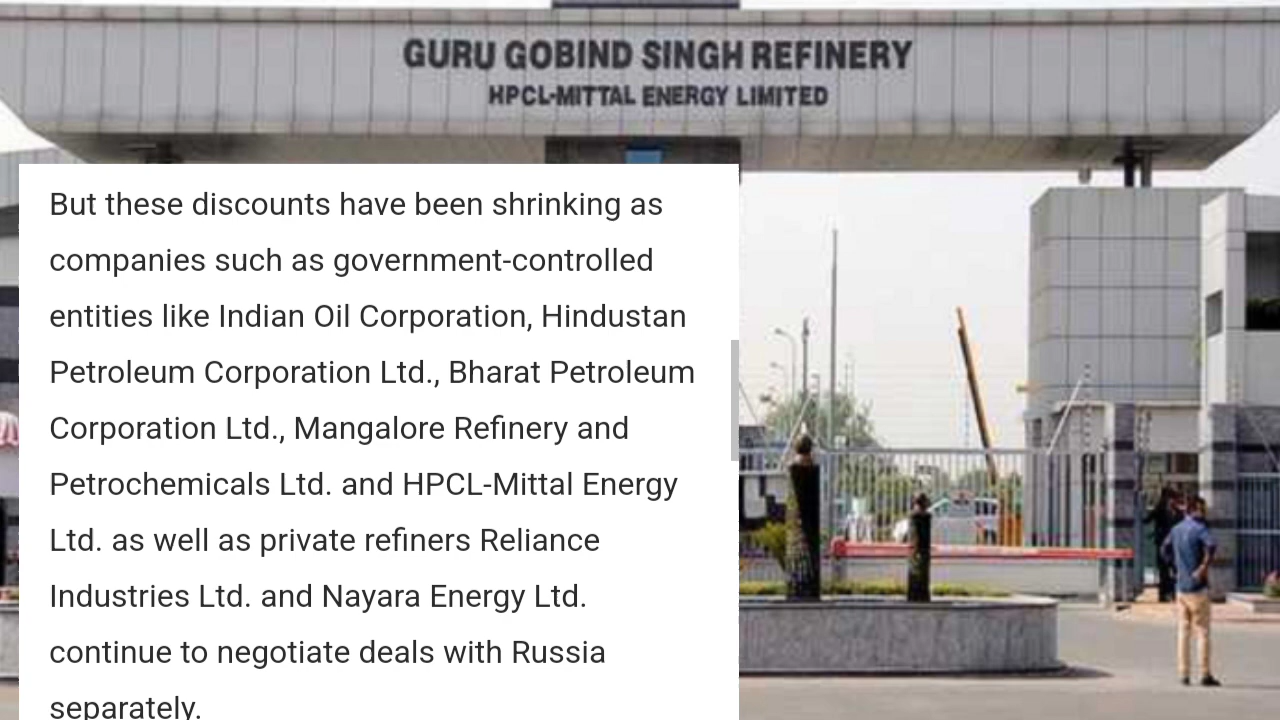 GURU GOBIND SINGH REFINERY
HPCL-MITTAL ENERGY LIMITED
But these discounts have been shrinking as
companies such as government-controlled
entities like Indian Oil Corporation, Hindustan
Petroleum Corporation Ltd., Bharat Petroleum
Corporation Ltd., Mangalore Refinery and
Petrochemicals Ltd. and HPCL-Mittal Energy
Ltd. as well as private refiners Reliance
Industries Ltd. and Nayara Energy Ltd.
continue to negotiate deals with Russia
separately.